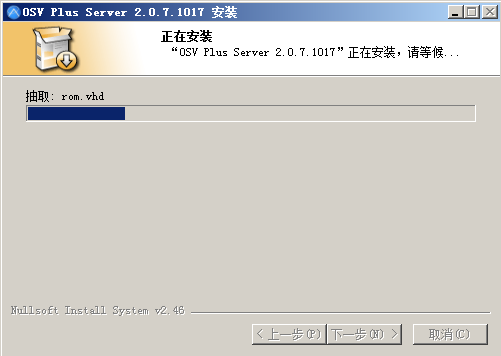 OSV Plus Server 2.0.7.1017 安装
正在安装
“OSV Plus Server 2.0.7.1017”正在安装，请等候...
抽取: rom.vhd
Nullsoft Install System v2.46
< 上一步(P) 下一步(N) > 取消(C)